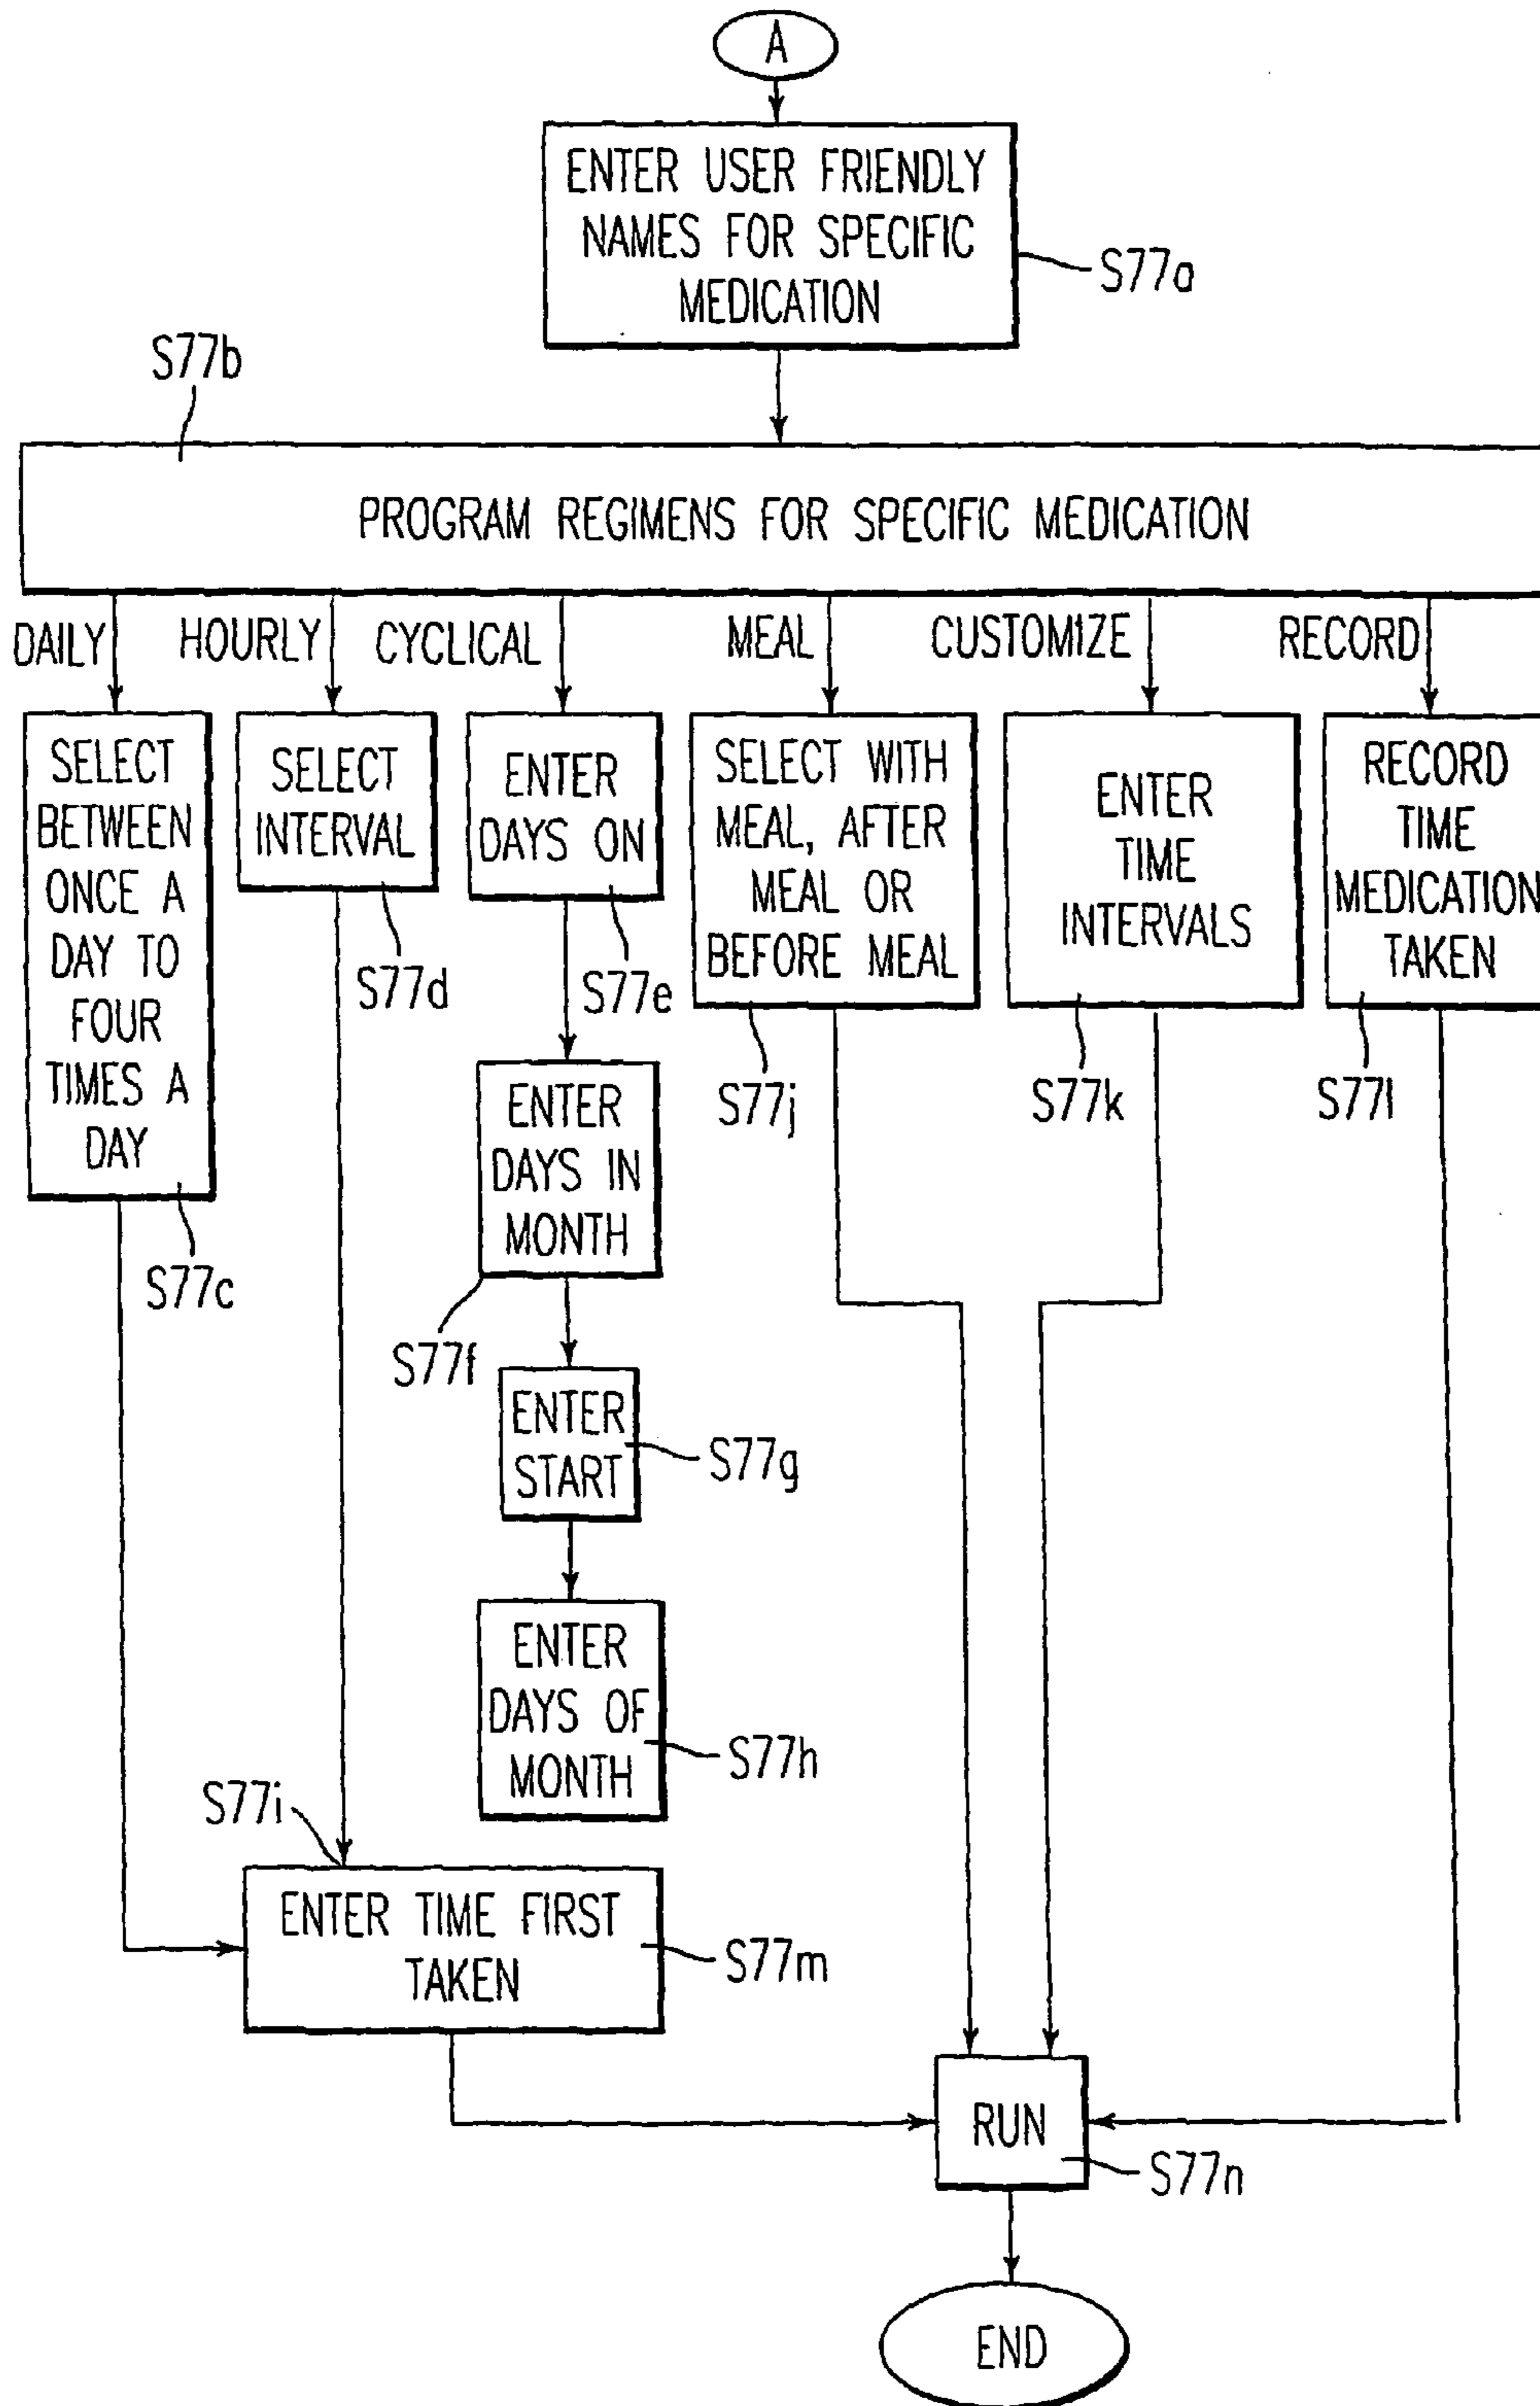 A
ENTER USER FRIENDLY
NAMES FOR SPECIFIC
MEDICATION
S77a
S77b
PROGRAM REGIMENS FOR SPECIFIC MEDICATION
DAILY
HOURLY
CYCLICAL
MEAL
CUSTOMIZE
RECORD
SELECT
BETWEEN
ONCE A
DAY TO
FOUR
TIMES A
DAY
S77c
SELECT
INTERVAL
S77d
ENTER
DAYS ON
S77e
SELECT WITH
MEAL, AFTER
MEAL OR
BEFORE MEAL
S77j
ENTER
TIME
INTERVALS
S77k
RECORD
TIME
MEDICATION
TAKEN
S77l
ENTER
DAYS IN
MONTH
S77f
ENTER
START
S77g
ENTER
DAYS OF
MONTH
S77h
S77i
ENTER TIME FIRST
TAKEN
S77m
RUN
S77n
END